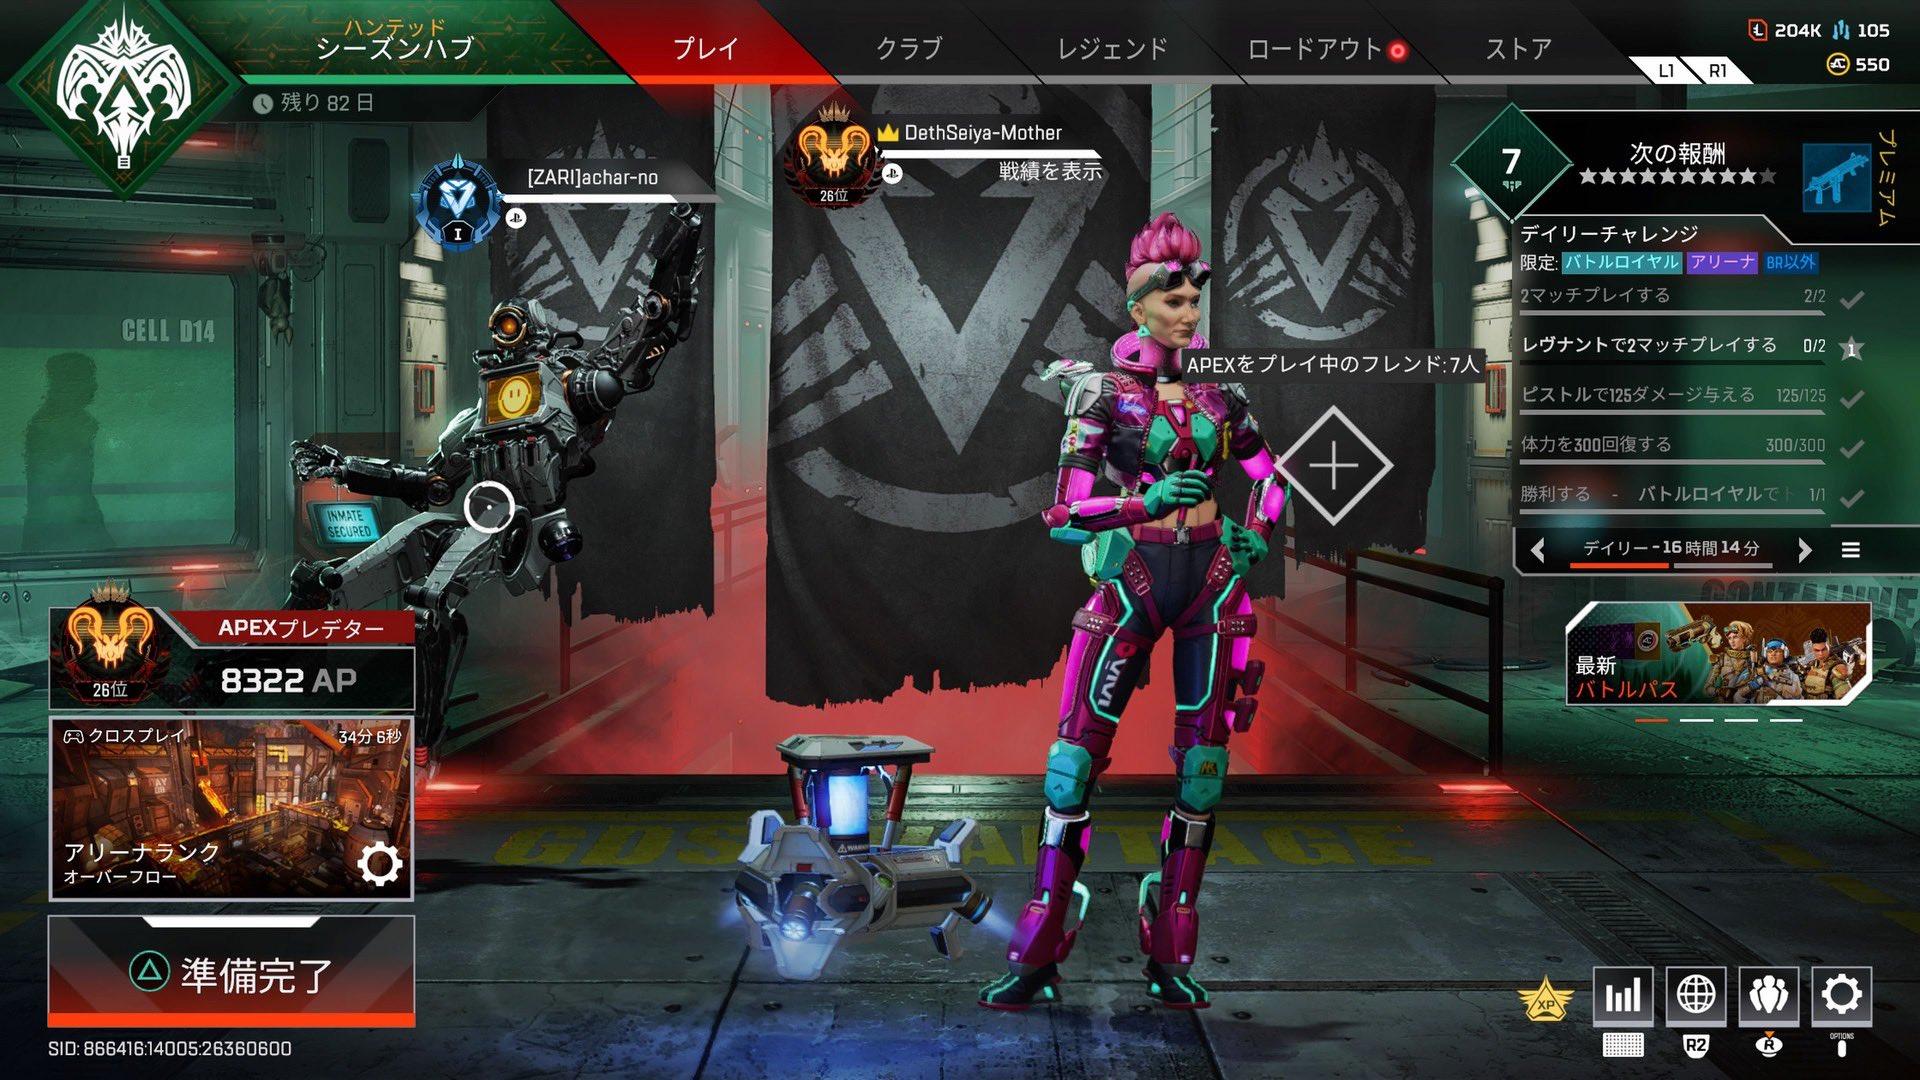 ハンテッド
シーズンハブ
プレイ
クラブ
レジェンド
ロードアウト
ストア
204K
105
550
L1
R1
残り 82 日
[ZARI]achar-no
I
DethSeiya-Mother
戦績を表示
26位
7
次の報酬
プレミアム
デイリーチャレンジ
限定: バトルロイヤル アリーナ BR以外
2マッチプレイする 2/2
レヴナントで2マッチプレイする 0/2 1
ピストルで125ダメージ与える 125/125
体力を300回復する 300/300
勝利する - バトルロイヤルで 1/1
デイリー - 16 時間 14 分
APEXをプレイ中のフレンド: 7人
CELL D14
INMATE
SECURED
VIVI
最新
バトルパス
APEXプレデター
8322 AP
26位
クロスプレイ
34分 6秒
アリーナランク
オーバーフロー
準備完了
SID: 866416:14005:26360600
XP
R2
R
OPTIONS